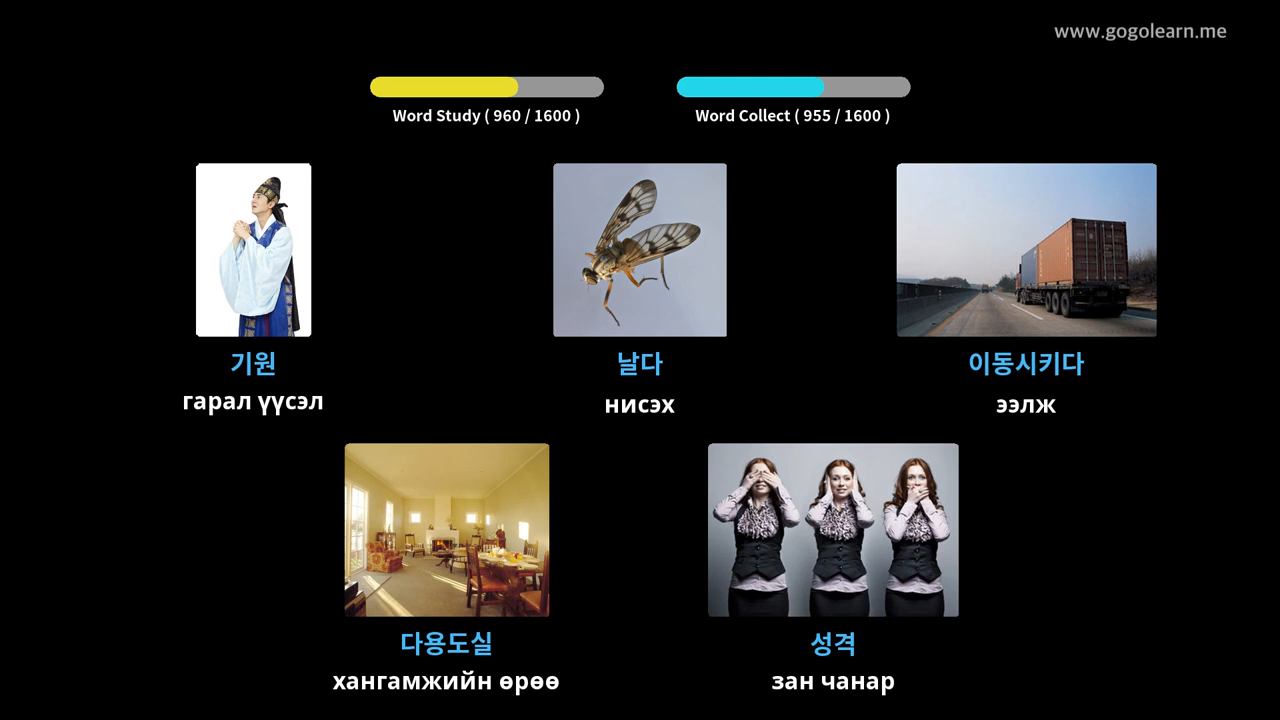 www.gogolearn.me
Word Study ( 960 / 1600 )
Word Collect ( 955 / 1600 )
기원
гарал үүсэл
날다
нисэх
이동시키다
ээлж
다용도실
хангамжийн өрөө
성격
зан чанар